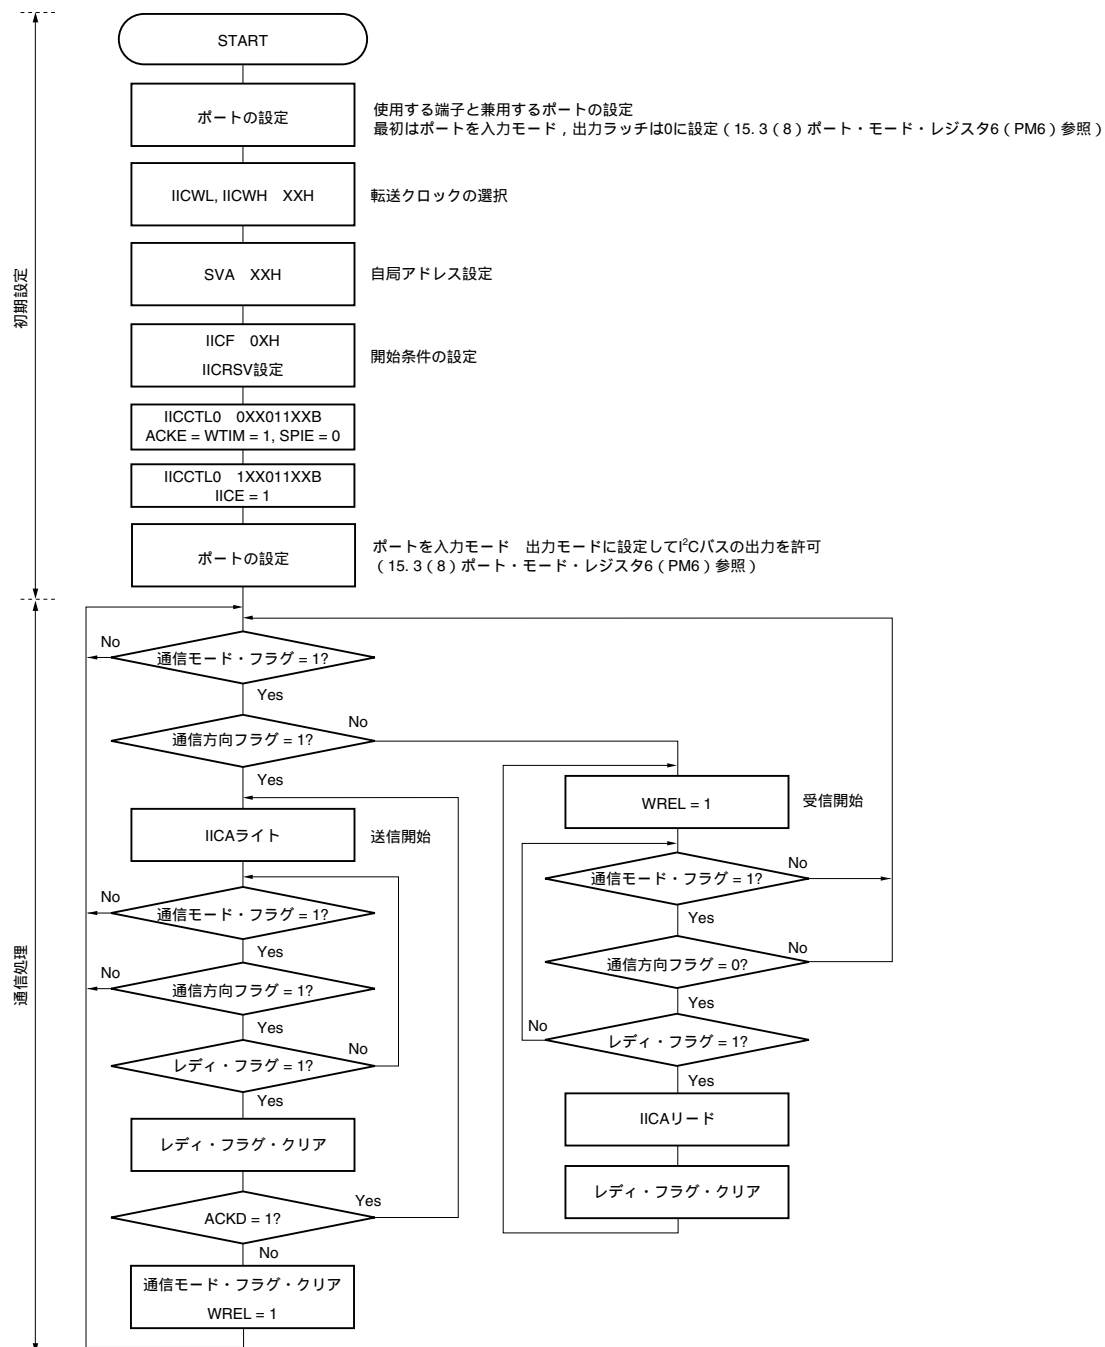 START
ポートの設定
使用する端子と兼用するポートの設定
最初はポートを入力モード，出力ラッチは0に設定（15.3（8）ポート・モード・レジスタ6（PM6）参照）
IICWL, IICWH XXH
転送クロックの選択
SVA XXH
自局アドレス設定
初期設定
IICF 0XH
IICRSV設定
開始条件の設定
IICCTL0 0XX011XXB
ACKE = WTIM = 1, SPIE = 0
IICCTL0 1XX011XXB
IICE = 1
ポートの設定
ポートを入力モード 出力モードに設定してI²Cバスの出力を許可
（15.3（8）ポート・モード・レジスタ6（PM6）参照）
No
通信モード・フラグ = 1?
Yes
通信方向フラグ = 1?
No
Yes
IICAライト
送信開始
No
通信モード・フラグ = 1?
Yes
No
通信方向フラグ = 1?
Yes
レディ・フラグ = 1?
No
Yes
レディ・フラグ・クリア
ACKD = 1?
Yes
No
通信モード・フラグ・クリア
WREL = 1
通信処理
WREL = 1
受信開始
通信モード・フラグ = 1?
No
Yes
通信方向フラグ = 0?
No
Yes
No
レディ・フラグ = 1?
Yes
IICAリード
レディ・フラグ・クリア